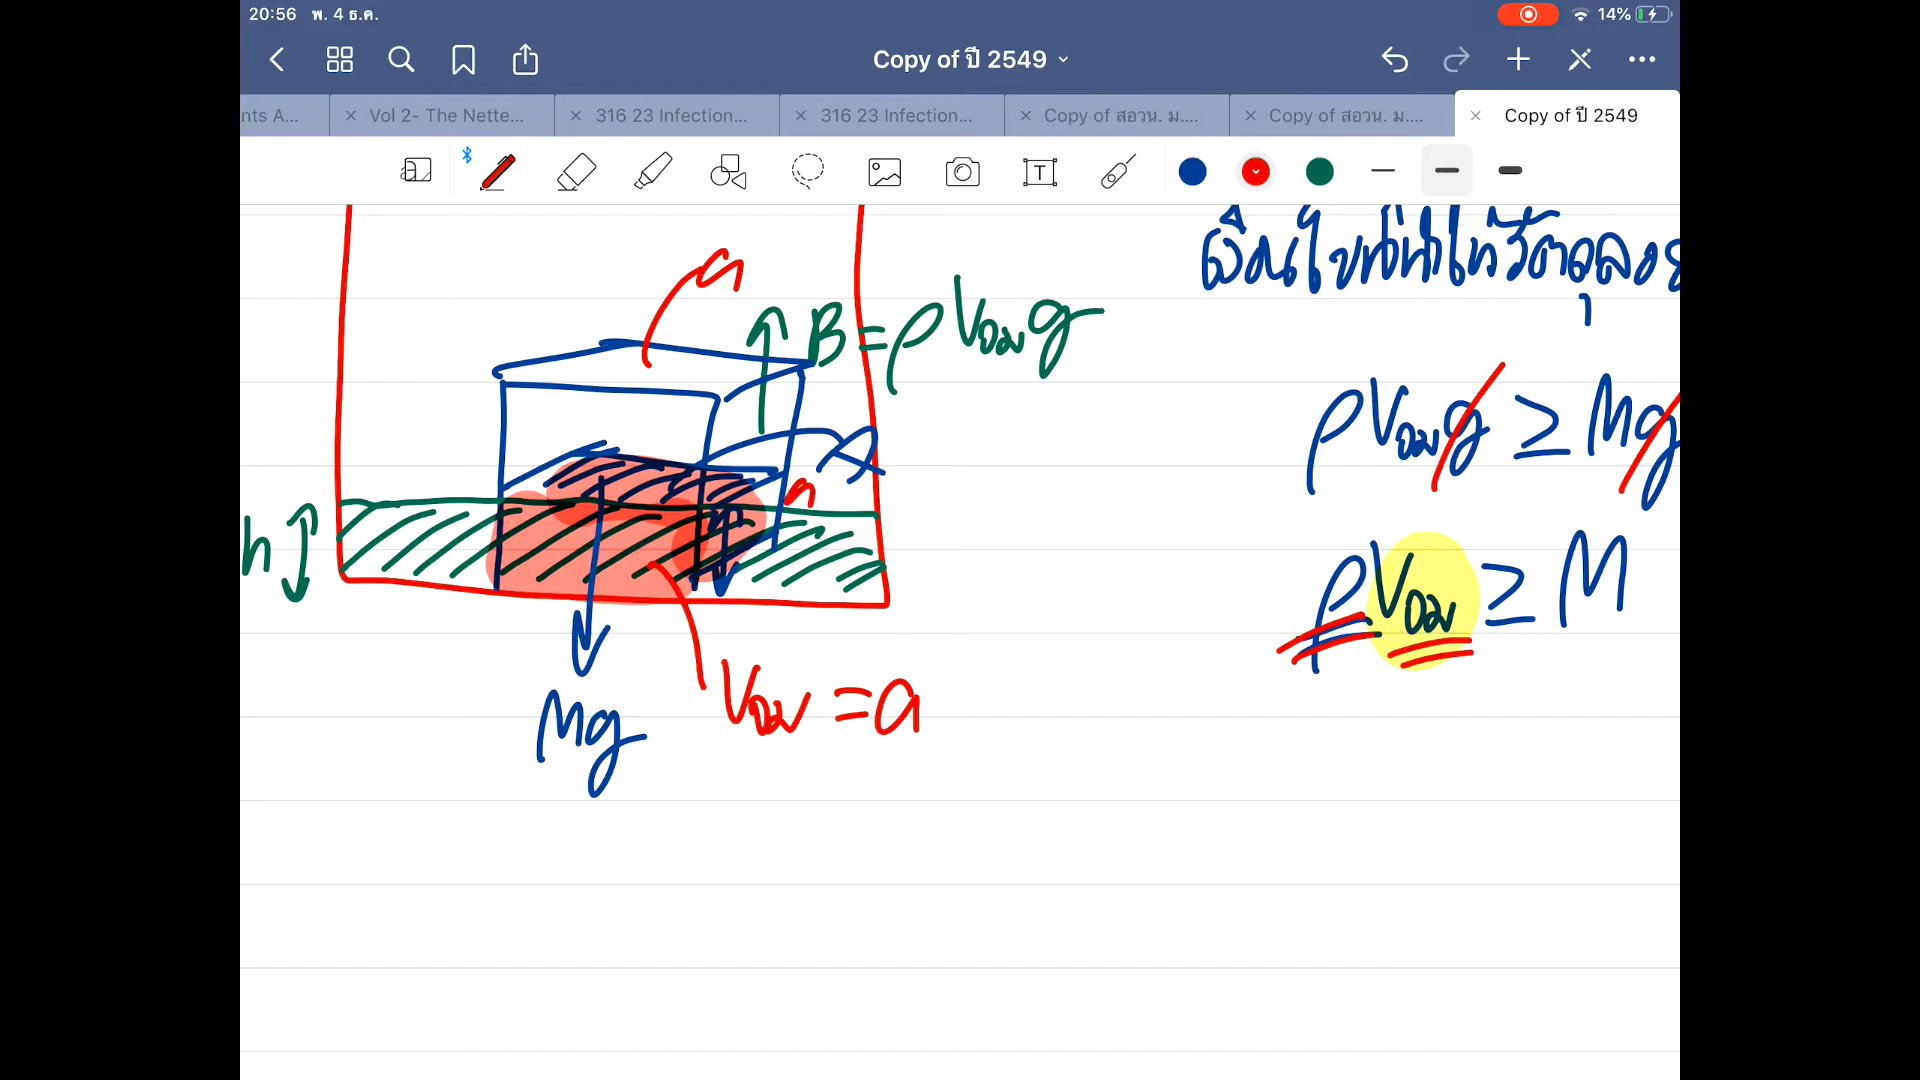 20:56 พ. 4 ธ.ค.
14%
Copy of ปี 2549
nts A...
Vol 2- The Nette...
316 23 Infection...
316 23 Infection...
Copy of สอวน. ม....
Copy of สอวน. ม....
Copy of ปี 2549
T
เงื่อนไขที่ทำให้วัตถุลอย
a
B = ρVจมg
ρVจมg ≥ Mg
A
a
h
ρVจม ≥ M
Mg
Vจม = a